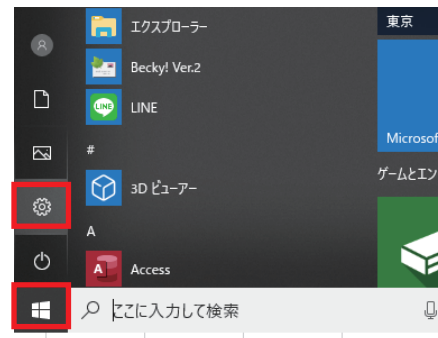 エクスプローラー
Becky! Ver.2
LINE
LINE
#
3D ビューアー
A
A
Access
ここに入力して検索
東京
Microsof
ゲームとエン